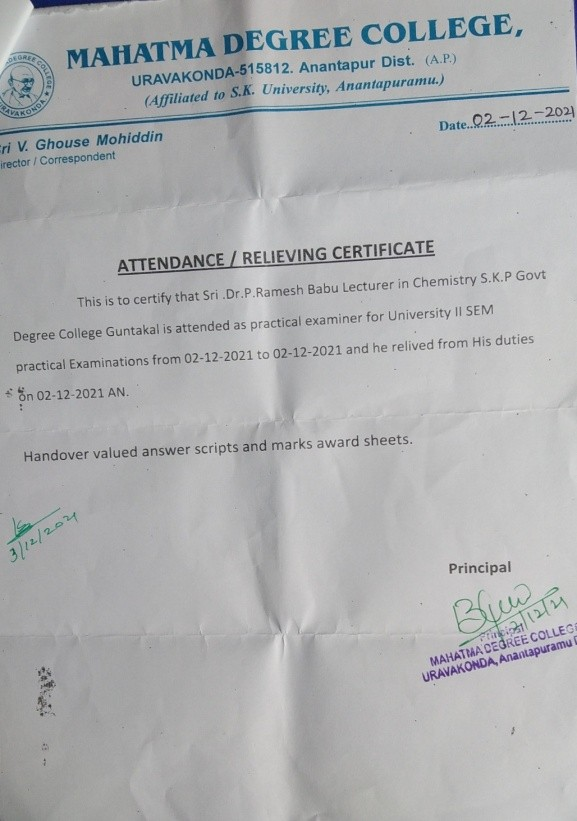 MAHATMA DEGREE COLLEGE,
URAVAKONDA-515812. Anantapur Dist. (A.P.)
(Affiliated to S.K. University, Anantapuramu.)
DEGREE COLLEGE
URAVAKONDA
ri V. Ghouse Mohiddin
irector / Correspondent
Date..02-12-2021
ATTENDANCE / RELIEVING CERTIFICATE
This is to certify that Sri .Dr.P.Ramesh Babu Lecturer in Chemistry S.K.P Govt
Degree College Guntakal is attended as practical examiner for University II SEM
practical Examinations from 02-12-2021 to 02-12-2021 and he relived from His duties
on 02-12-2021 AN.
Handover valued answer scripts and marks award sheets.
3/12/2021
Principal
2/12/21
Principal
MAHATMA DEGREE COLLEGE
URAVAKONDA, Anantapuramu